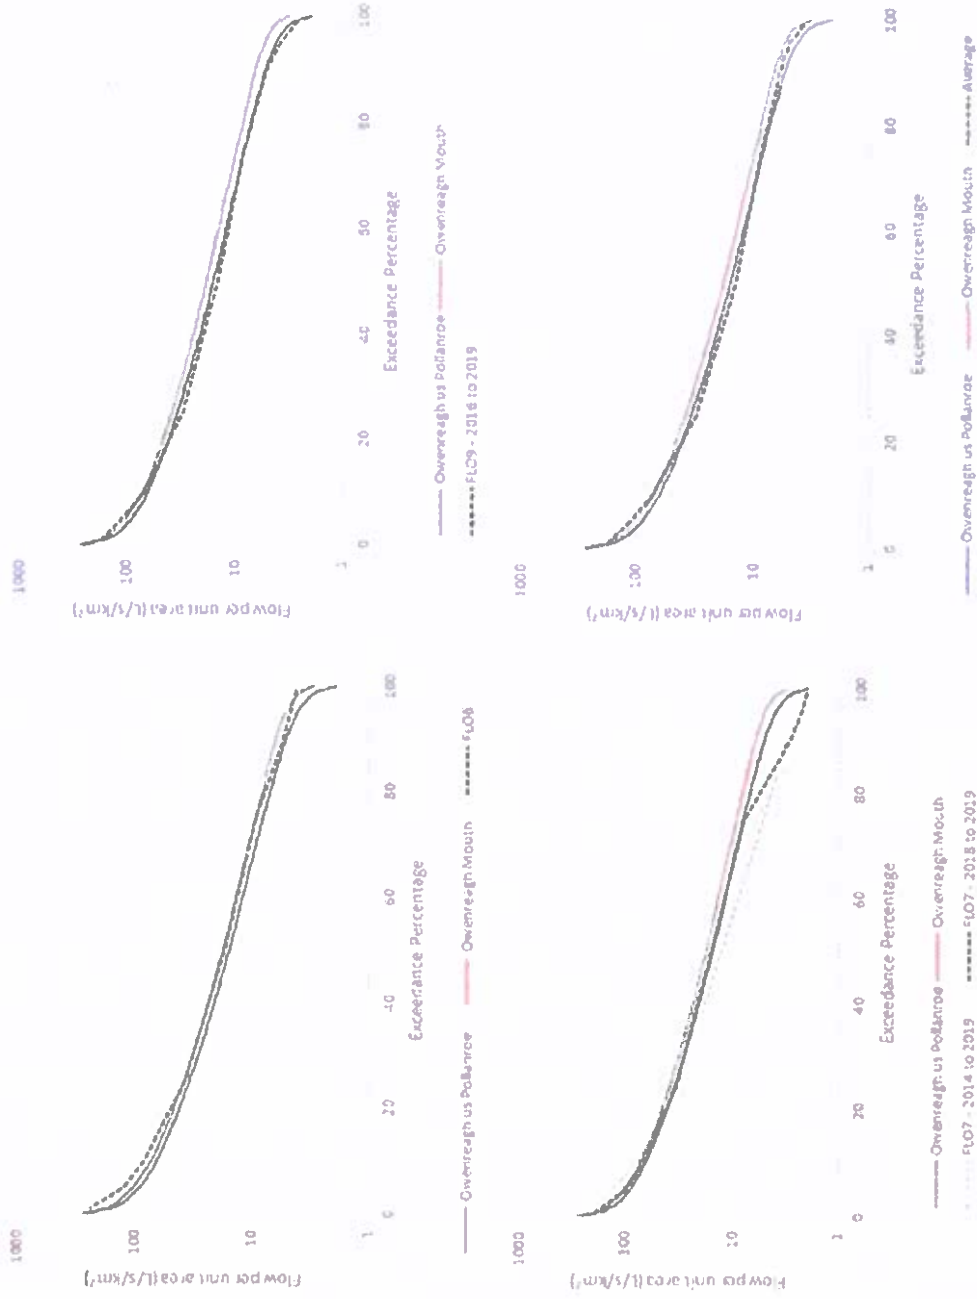 1000
100
10
1
Flow per unit area (L/s/km²)
0 20 40 60 80 100
Exceedance Percentage
Owenreagh us Pollanroe Owenreagh Mouth FLO8
1000
100
10
1
Flow per unit area (L/s/km²)
0 20 40 60 80 100
Exceedance Percentage
Owenreagh us Pollanroe Owenreagh Mouth
FLO9 - 2016 to 2019
1000
100
10
1
Flow per unit area (L/s/km²)
0 20 40 60 80 100
Exceedance Percentage
Owenreagh us Pollanroe Owenreagh Mouth
FLO7 - 2014 to 2019 FLO7 - 2018 to 2019
1000
100
10
1
Flow per unit area (L/s/km²)
0 20 40 60 80 100
Exceedance Percentage
Owenreagh us Pollanroe Owenreagh Mouth Average